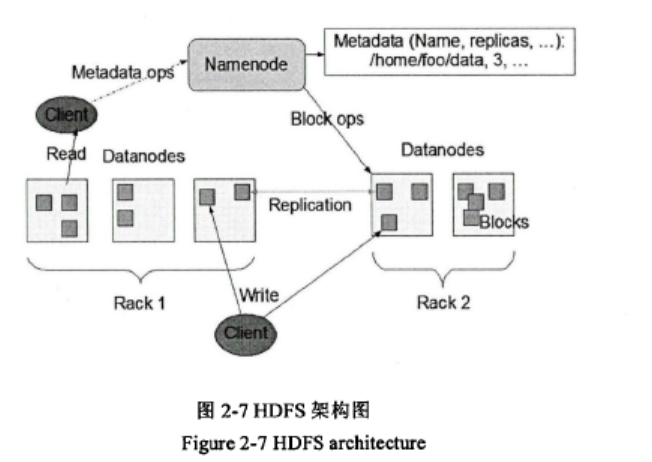 Metadata (Name, replicas, ...):
/home/foo/data, 3, ...
Namenode
Metadata ops
Client
Block ops
Read
Datanodes
Datanodes
Replication
Blocks
Rack 1
Write
Rack 2
Client
图 2-7 HDFS 架构图
Figure 2-7 HDFS architecture